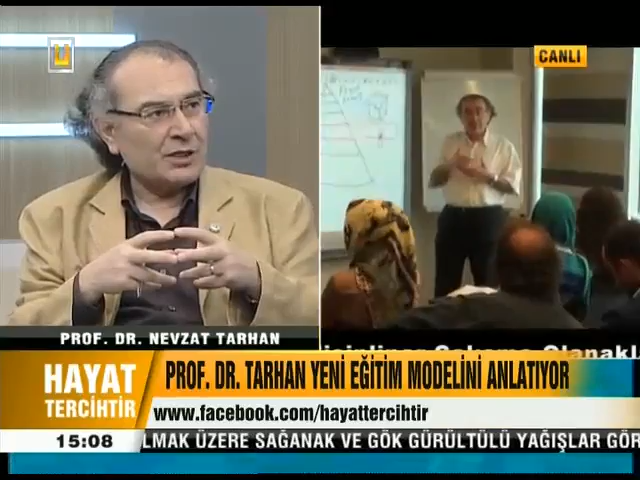 U
CANLI
PROF. DR. NEVZAT TARHAN
HAYAT
TERCİHTİR
PROF. DR. TARHAN YENİ EĞİTİM MODELİNİ ANLATIYOR
www.facebook.com/hayattercihtir
15:08
LMAK ÜZERE SAĞANAK VE GÖK GÜRÜLTÜLÜ YAĞIŞLAR GÖR